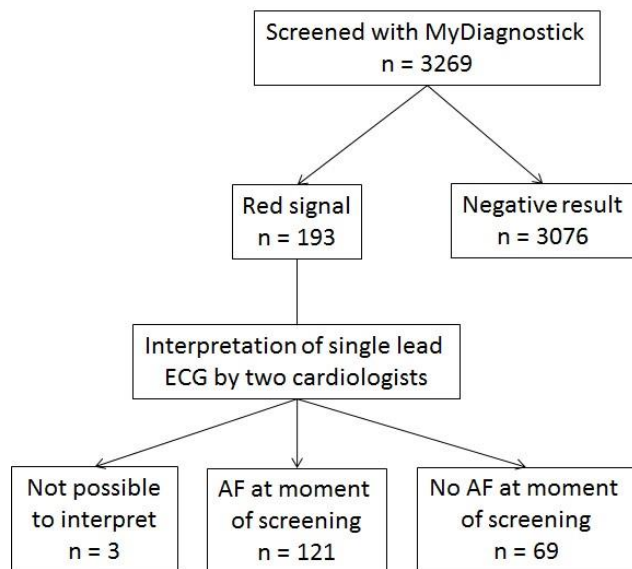 Screened with MyDiagnostick
n = 3269
Red signal
n = 193
Negative result
n = 3076
Interpretation of single lead
ECG by two cardiologists
Not possible
to interpret
n = 3
AF at moment
of screening
n = 121
No AF at moment
of screening
n = 69